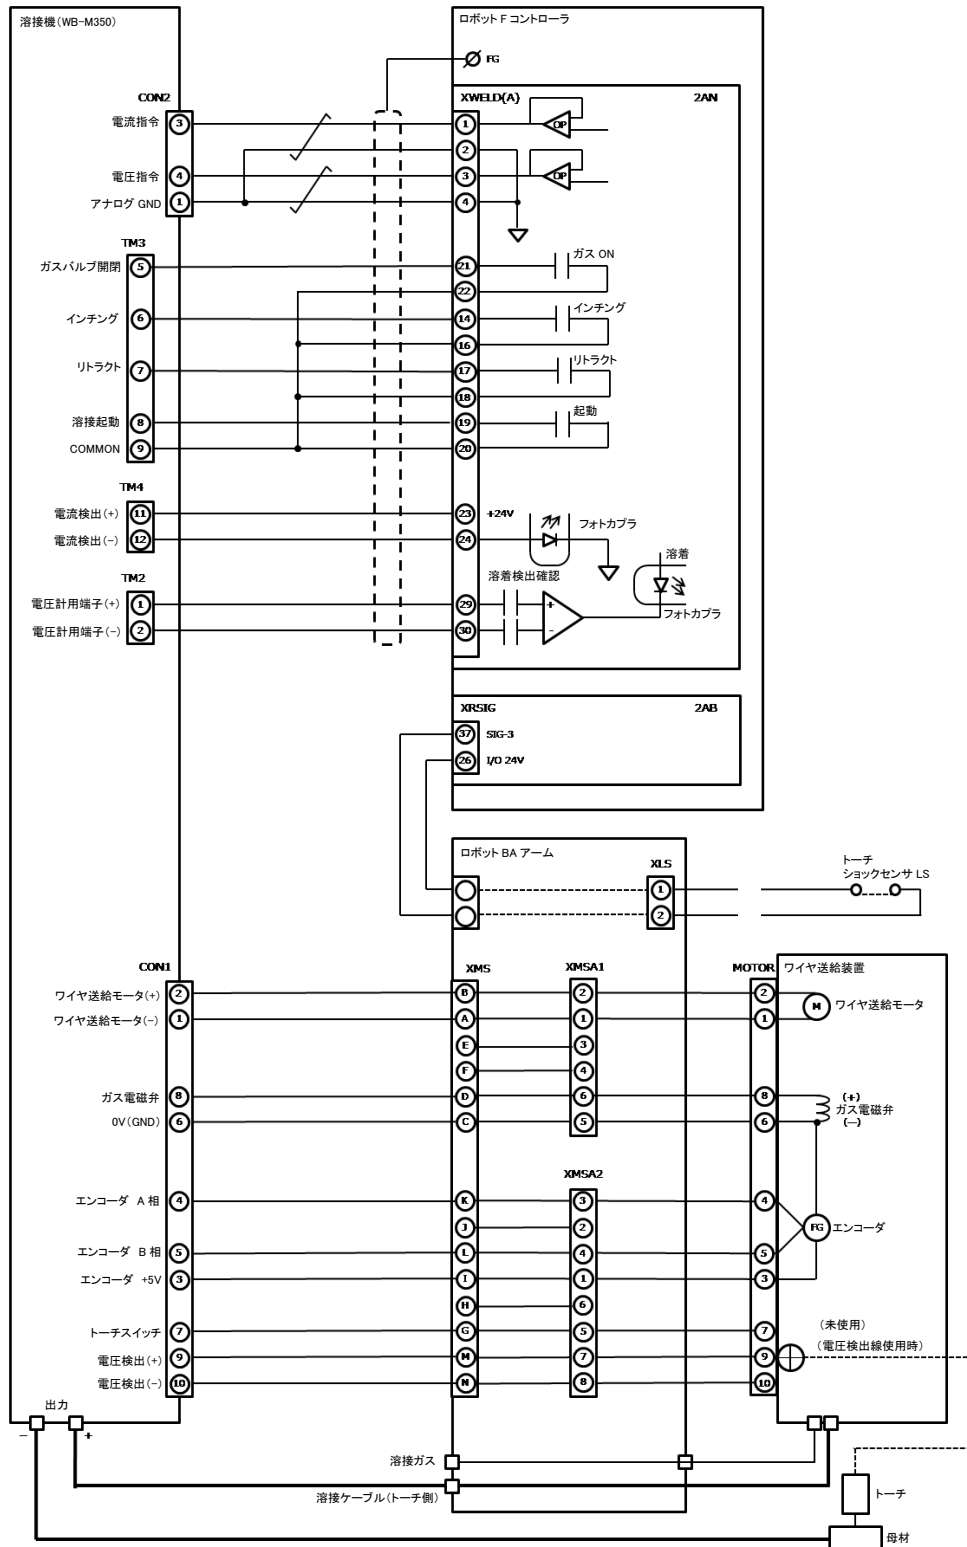 溶接機(WB-M350)
ロボット F コントローラ
FG
CON2
XWELD(A)
2AN
電流指令
3
1
OP
2
電圧指令
4
3
OP
アナログ GND
1
4
TM3
ガスバルブ開閉
5
21
ガス ON
22
インチング
6
14
インチング
16
リトラクト
7
17
リトラクト
18
溶接起動
8
19
起動
COMMON
9
20
TM4
電流検出(+)
11
23
+24V
フォトカプラ
電流検出(-)
12
24
溶着
TM2
溶着検出確認
電圧計用端子(+)
1
29
+
フォトカプラ
電圧計用端子(-)
2
30
-
XRSIG
2AB
37
SIG-3
26
I/O 24V
ロボット BA アーム
XLS
トーチ
ショックセンサ LS
1
2
CON1
XMS
XMSA1
MOTOR
ワイヤ送給装置
ワイヤ送給モータ(+)
2
B
2
2
M
ワイヤ送給モータ
ワイヤ送給モータ(-)
1
A
1
1
E
3
F
4
ガス電磁弁
8
D
6
8
(+)
ガス電磁弁
(-)
0V(GND)
6
C
5
6
XMSA2
エンコーダ A 相
4
K
3
4
J
2
FG
エンコーダ
エンコーダ B 相
5
L
4
5
エンコーダ +5V
3
I
1
3
H
6
トーチスイッチ
7
G
5
7
(未使用)
(電圧検出線使用時)
電圧検出(+)
9
M
7
9
電圧検出(-)
10
N
8
10
出力
-
+
溶接ガス
溶接ケーブル(トーチ側)
トーチ
母材